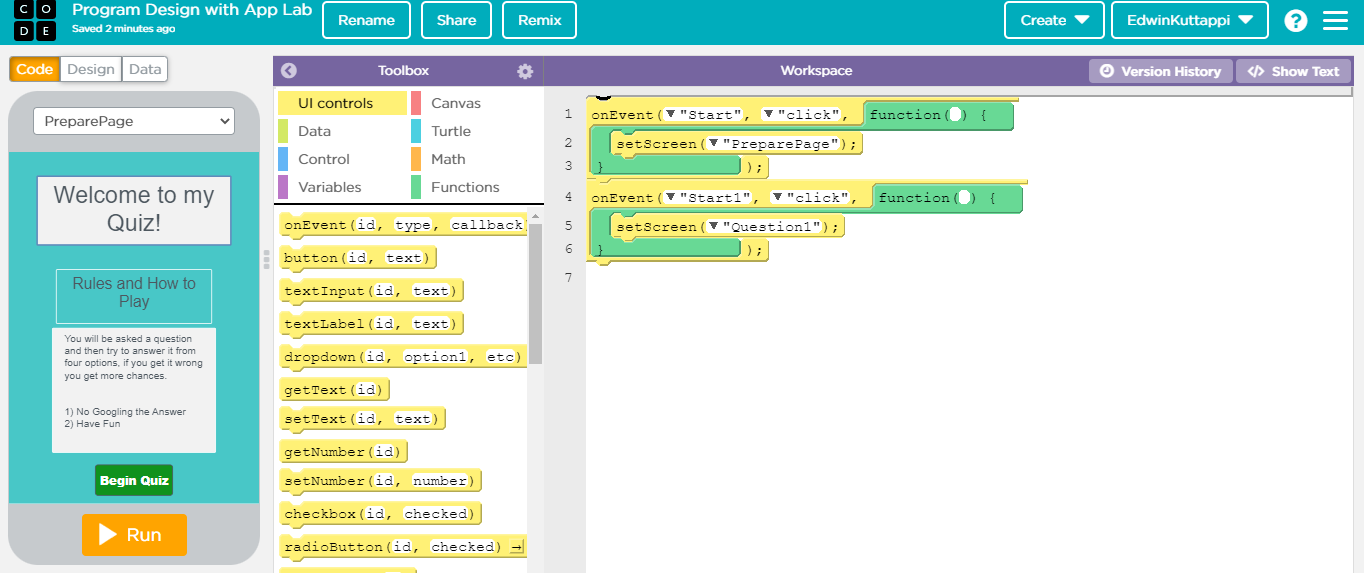 C O
D E
Program Design with App Lab
Saved 2 minutes ago
Rename
Share
Remix
Create
EdwinKuttappi
?
Code
Design
Data
Toolbox
Workspace
Version History
</> Show Text
PreparePage
Welcome to my
Quiz!
Rules and How to
Play
You will be asked a question
and then try to answer it from
four options, if you get it wrong
you get more chances.
1) No Googling the Answer
2) Have Fun
Begin Quiz
Run
UI controls
Canvas
Data
Turtle
Control
Math
Variables
Functions
onEvent(id, type, callback)
button(id, text)
textInput(id, text)
textLabel(id, text)
dropdown(id, option1, etc)
getText(id)
setText(id, text)
getNumber(id)
setNumber(id, number)
checkbox(id, checked)
radioButton(id, checked)
1 onEvent(▼"Start", ▼"click", function( ) {
2 setScreen(▼"PreparePage");
3 } );
4 onEvent(▼"Start1", ▼"click", function( ) {
5 setScreen(▼"Question1");
6 } );
7